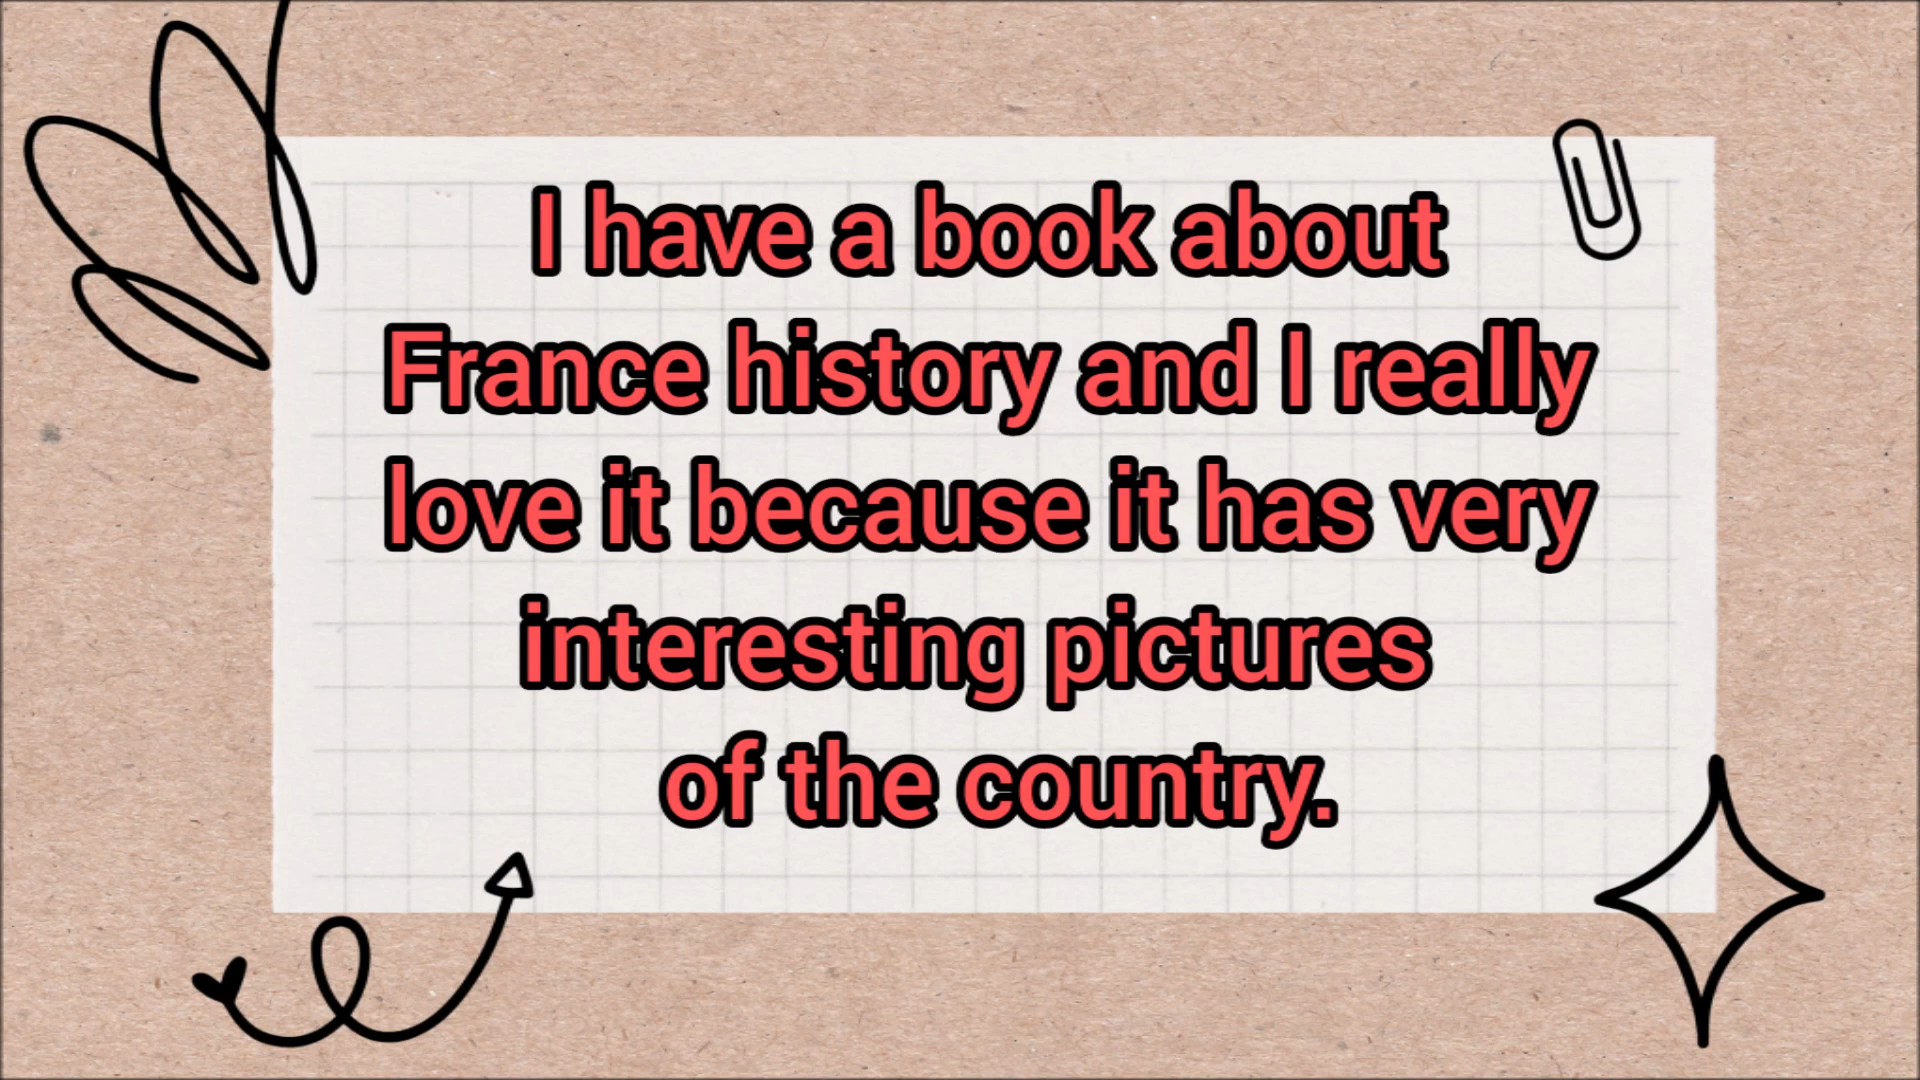 I have a book about
France history and I really
love it because it has very
interesting pictures
of the country.